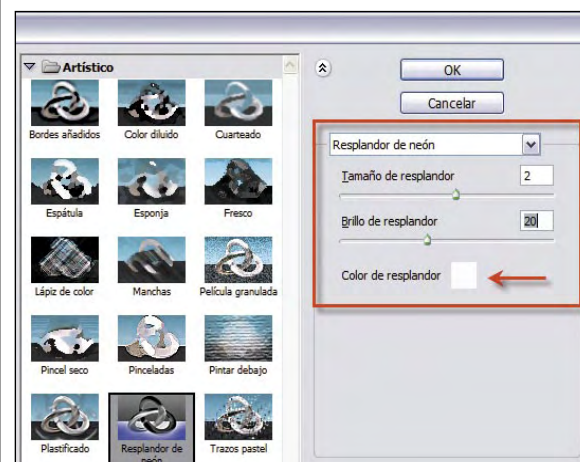 Artístico
Bordes añadidos
Color diluido
Cuarteado
Espátula
Esponja
Fresco
Lápiz de color
Manchas
Película granulada
Pincel seco
Pinceladas
Pintar debajo
Plastificado
Resplandor de
neón
Trazos pastel
OK
Cancelar
Resplandor de neón
Tamaño de resplandor 2
Brillo de resplandor 20
Color de resplandor